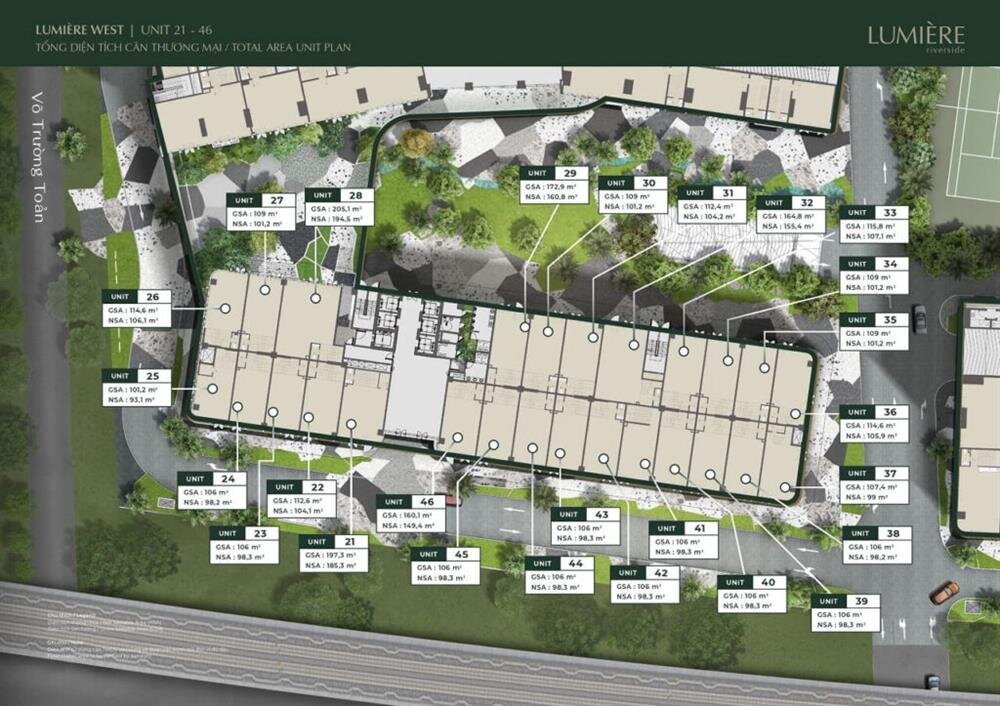 LUMIÈRE WEST | UNIT 21 - 46
TỔNG DIỆN TÍCH CĂN THƯƠNG MẠI / TOTAL AREA UNIT PLAN
LUMIÈRE
riverside
Võ Trường Toản
UNIT 27
GSA : 109 m²
NSA : 101,2 m²
UNIT 28
GSA : 205,1 m²
NSA : 194,5 m²
UNIT 29
GSA : 172,9 m²
NSA : 160,8 m²
UNIT 30
GSA : 109 m²
NSA : 101,2 m²
UNIT 31
GSA : 112,4 m²
NSA : 104,2 m²
UNIT 32
GSA : 164,8 m²
NSA : 155,4 m²
UNIT 33
GSA : 115,8 m²
NSA : 107,1 m²
UNIT 34
GSA : 109 m²
NSA : 101,2 m²
UNIT 35
GSA : 109 m²
NSA : 101,2 m²
UNIT 26
GSA : 114,6 m²
NSA : 106,1 m²
UNIT 25
GSA : 101,2 m²
NSA : 93,1 m²
UNIT 36
GSA : 114,6 m²
NSA : 105,9 m²
UNIT 37
GSA : 107,4 m²
NSA : 99 m²
UNIT 24
GSA : 106 m²
NSA : 98,2 m²
UNIT 22
GSA : 112,6 m²
NSA : 104,1 m²
UNIT 46
GSA : 160,1 m²
NSA : 149,4 m²
UNIT 43
GSA : 106 m²
NSA : 98,3 m²
UNIT 41
GSA : 106 m²
NSA : 98,3 m²
UNIT 38
GSA : 106 m²
NSA : 98,2 m²
UNIT 23
GSA : 106 m²
NSA : 98,3 m²
UNIT 21
GSA : 197,3 m²
NSA : 185,3 m²
UNIT 45
GSA : 106 m²
NSA : 98,3 m²
UNIT 44
GSA : 106 m²
NSA : 98,3 m²
UNIT 42
GSA : 106 m²
NSA : 98,3 m²
UNIT 40
GSA : 106 m²
NSA : 98,3 m²
UNIT 39
GSA : 106 m²
NSA : 98,3 m²